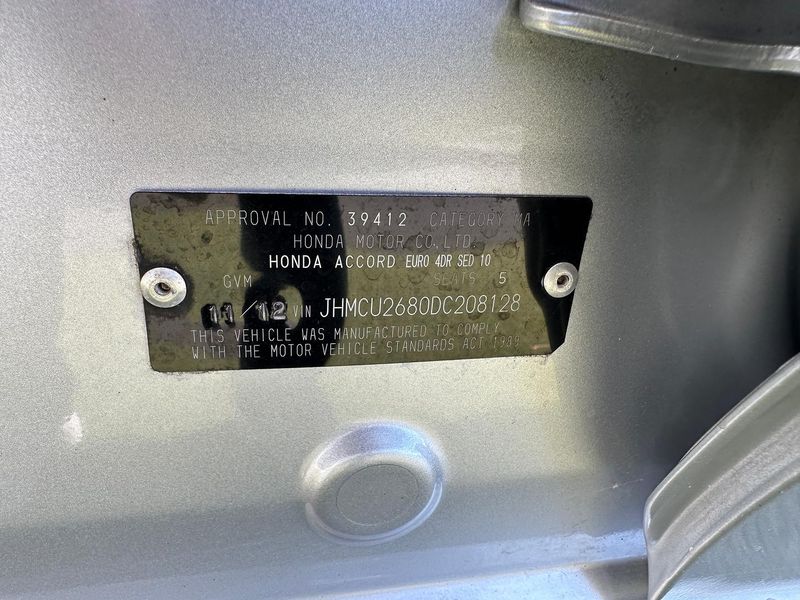 APPROVAL NO. 39412 CATEGORY MA
HONDA MOTOR CO.,LTD.
HONDA ACCORD EURO 4DR SED 10
GVM SEATS 5
11/12 VIN JHMCU2680DC208128
THIS VEHICLE WAS MANUFACTURED TO COMPLY
WITH THE MOTOR VEHICLE STANDARDS ACT 1989